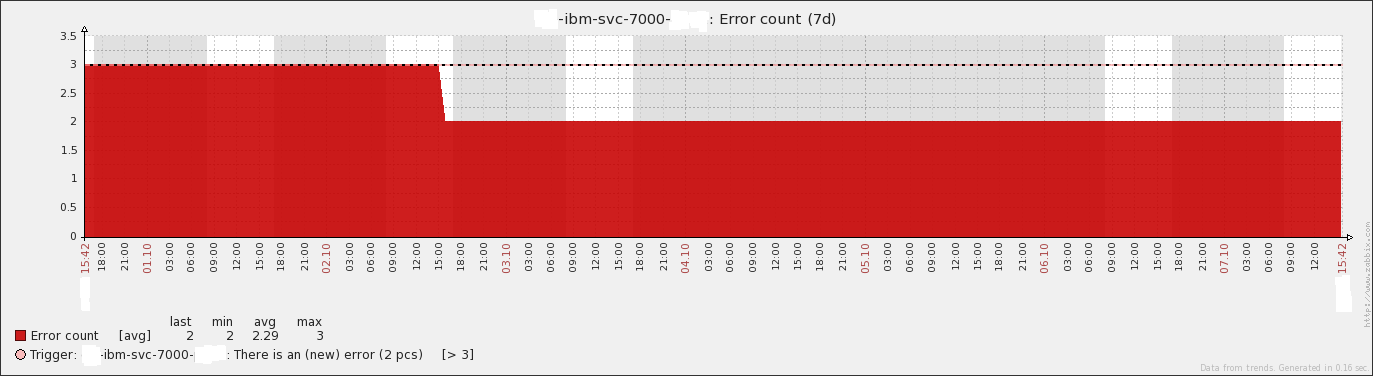 -ibm-svc-7000- : Error count (7d)
3.5
3
2.5
2
1.5
1
0.5
0
15:42 18:00 21:00 01.10 03:00 06:00 09:00 12:00 15:00 18:00 21:00 02.10 03:00 06:00 09:00 12:00 15:00 18:00 21:00 03.10 03:00 06:00 09:00 12:00 15:00 18:00 21:00 04.10 03:00 06:00 09:00 12:00 15:00 18:00 21:00 05.10 03:00 06:00 09:00 12:00 15:00 18:00 21:00 06.10 03:00 06:00 09:00 12:00 15:00 18:00 21:00 07.10 03:00 06:00 09:00 12:00 15:42
http://www.zabbix.com
last min avg max
Error count [avg] 2 2 2.29 3
Trigger: -ibm-svc-7000- : There is an (new) error (2 pcs) [> 3]
Data from trends. Generated in 0.16 sec.